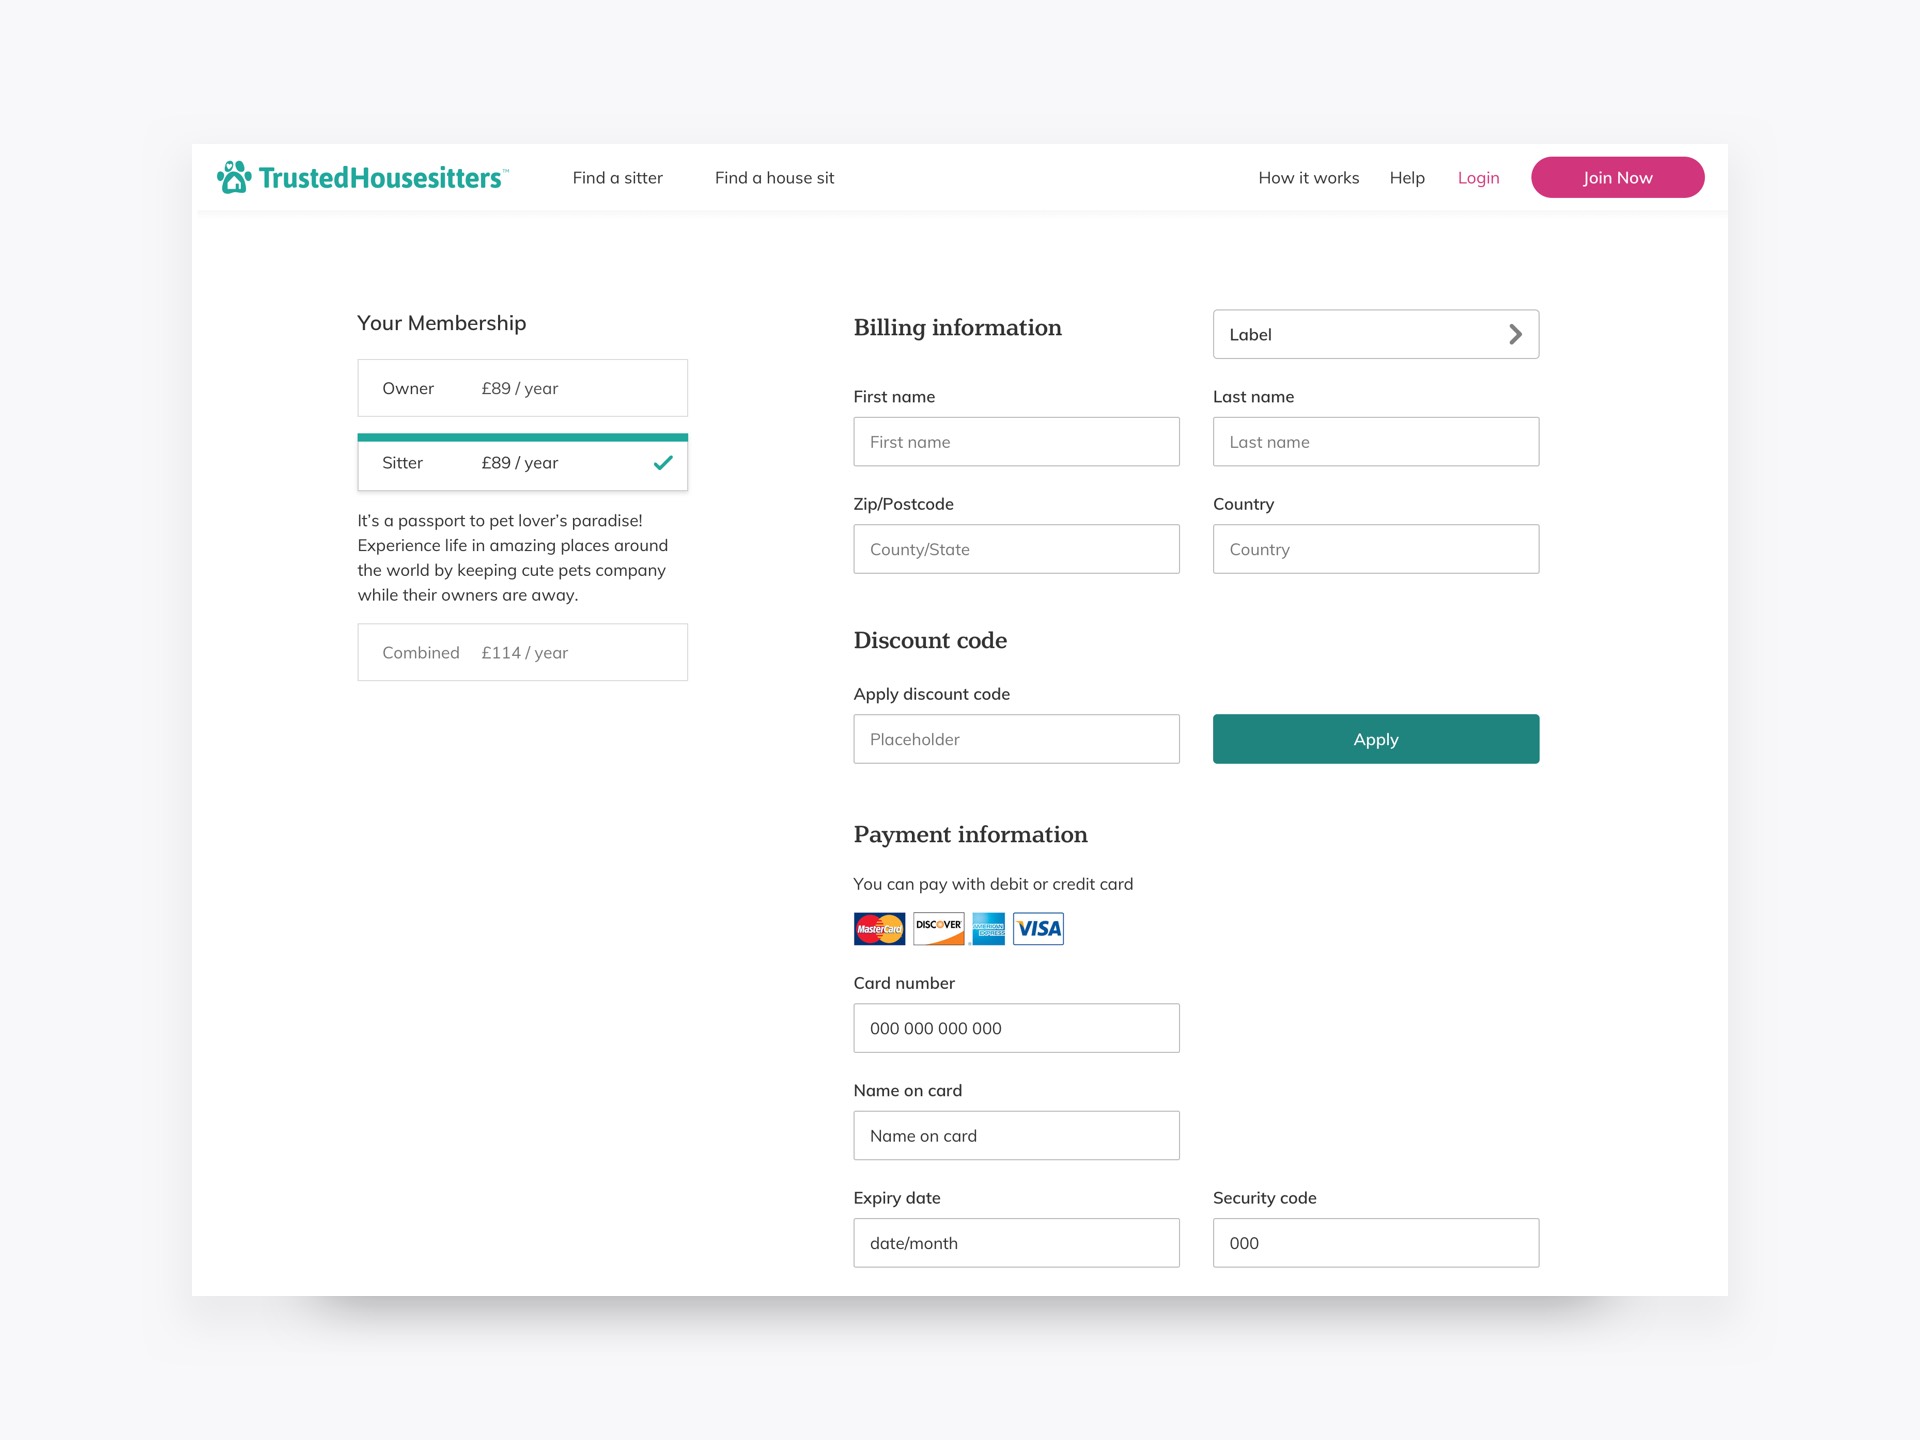 TrustedHousesitters™
Find a sitter
Find a house sit
How it works
Help
Login
Join Now
Your Membership
Owner £89 / year
Sitter £89 / year
It’s a passport to pet lover’s paradise!
Experience life in amazing places around
the world by keeping cute pets company
while their owners are away.
Combined £114 / year
Billing information
Label
First name
First name
Last name
Last name
Zip/Postcode
County/State
Country
Country
Discount code
Apply discount code
Placeholder
Apply
Payment information
You can pay with debit or credit card
MasterCard
DISCOVER
AMERICAN
EXPRESS
VISA
Card number
000 000 000 000
Name on card
Name on card
Expiry date
date/month
Security code
000